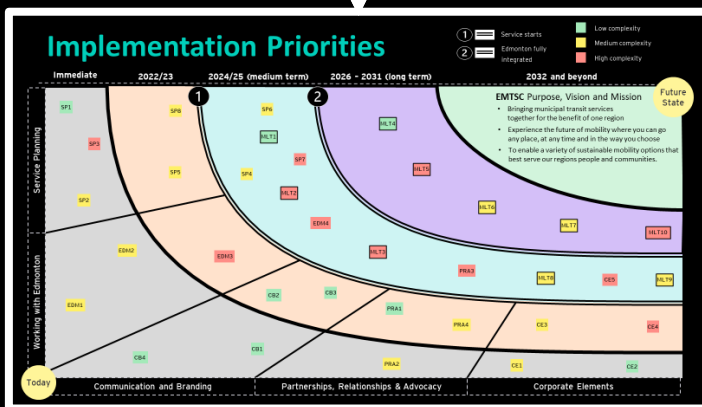 Implementation Priorities
1 Service starts
2 Edmonton fully
integrated
Low complexity
Medium complexity
High complexity
Immediate 2022/23 2024/25 (medium term) 2026 - 2031 (long term) 2032 and beyond
Future
State
EMTSC Purpose, Vision and Mission
• Bringing municipal transit services
together for the benefit of one region
• Experience the future of mobility where you can go
any place, at any time and in the way you choose
• To enable a variety of sustainable mobility options that
best serve our regions people and communities.
1
2
Service Planning
Working with Edmonton
SP1
SP8
SP6
MLT4
MLT1
SP3
SP7
MLT5
SP5
SP4
MLT2
SP2
MLT6
EDM4
MLT7
MLT10
EDM2
EDM3
MLT3
PRA3
MLT8
CE5
MLT9
CB2
CB3
EDM1
PRA1
PRA4
CE3
CE4
CB4
CB1
PRA2
CE1
CE2
Today
Communication and Branding Partnerships, Relationships & Advocacy Corporate Elements